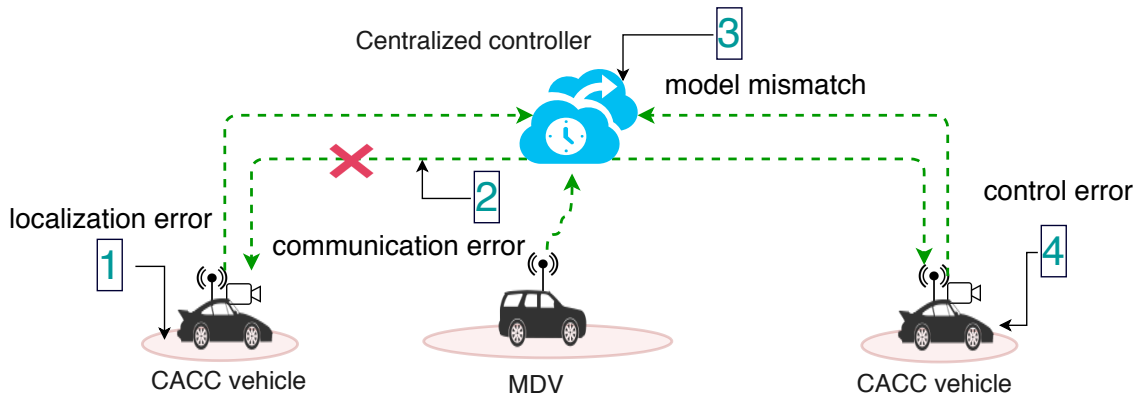 Centralized controller
3
model mismatch
2
localization error
1
communication error
control error
4
CACC vehicle
MDV
CACC vehicle